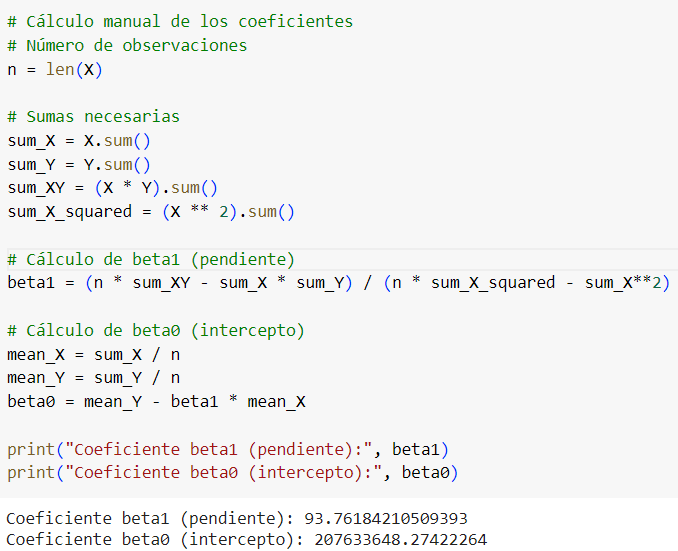 # Cálculo manual de los coeficientes
# Número de observaciones
n = len(X)
# Sumas necesarias
sum_X = X.sum()
sum_Y = Y.sum()
sum_XY = (X * Y).sum()
sum_X_squared = (X ** 2).sum()
# Cálculo de beta1 (pendiente)
beta1 = (n * sum_XY - sum_X * sum_Y) / (n * sum_X_squared - sum_X**2)
# Cálculo de beta0 (intercepto)
mean_X = sum_X / n
mean_Y = sum_Y / n
beta0 = mean_Y - beta1 * mean_X
print("Coeficiente beta1 (pendiente):", beta1)
print("Coeficiente beta0 (intercepto):", beta0)
Coeficiente beta1 (pendiente): 93.76184210509393
Coeficiente beta0 (intercepto): 207633648.27422264